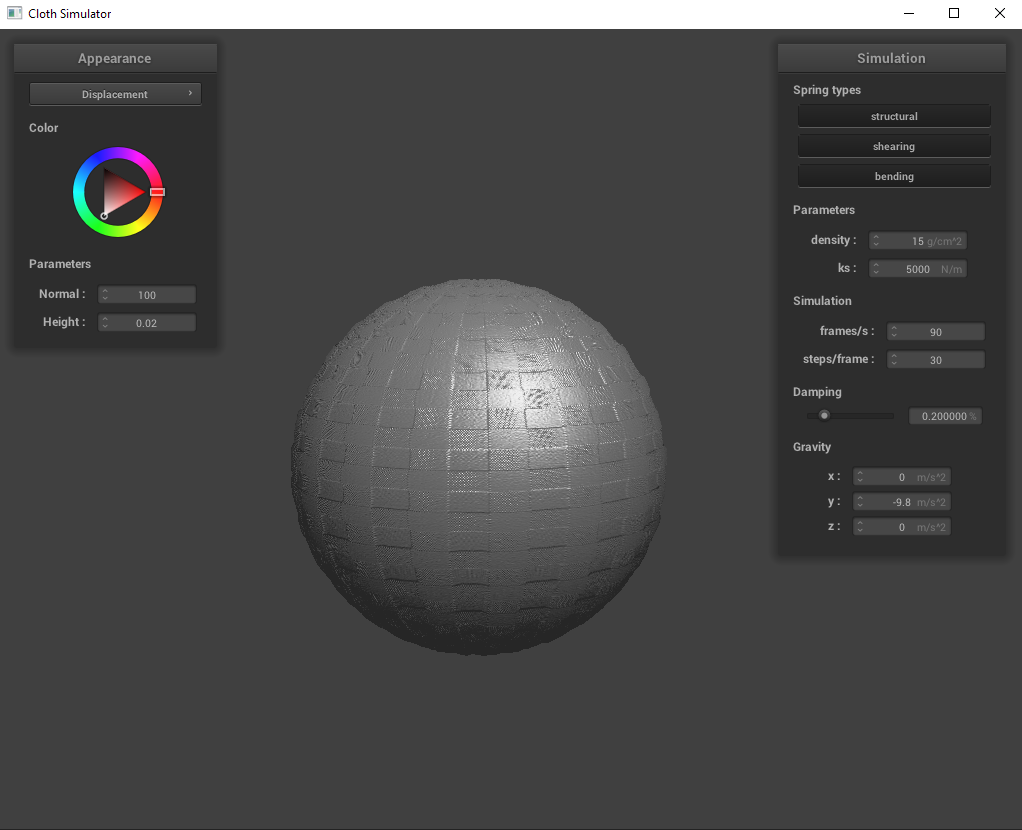 Cloth Simulator
Appearance
Displacement
Color
Parameters
Normal : 100
Height : 0.02
Simulation
Spring types
structural
shearing
bending
Parameters
density : 15 g/cm^2
ks : 5000 N/m
Simulation
frames/s : 90
steps/frame : 30
Damping
0.200000 %
Gravity
x : 0 m/s^2
y : -9.8 m/s^2
z : 0 m/s^2